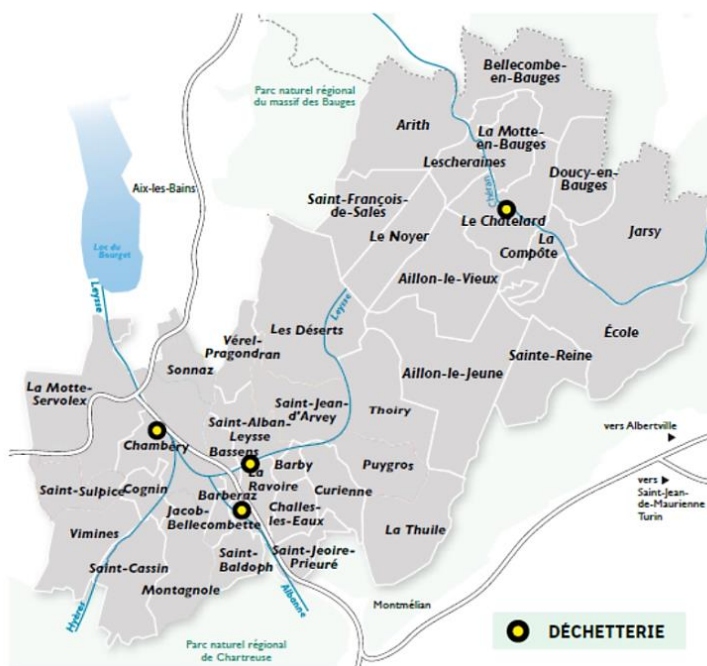 Bellecombe-
en-Bauges
Parc naturel régional
du massif des Bauges
Arith
La Motte-
en-Bauges
Lescheraines
Doucy-en-
Bauges
Aix-les-Bains
Chéran
Saint-François-
de-Sales
Le Châtelard
Le Noyer
La
Compôte
Jarsy
Lac du
Bourget
Aillon-le-Vieux
Leysse
Leysse
Les Déserts
École
Vérel-
Pragondran
Sonnaz
Sainte-Reine
Aillon-le-Jeune
La Motte-
Servolex
Saint-Jean-
d'Arvey
Thoiry
Saint-Alban-
Leysse
Chambéry
Bassens
vers Albertville
Barby
Puygros
La
Ravoire
vers
Saint-Jean-
de-Maurienne
Turin
Saint-Sulpice
Cognin
Barberaz
Curienne
Jacob-
Bellecombette
Challes-
les-Eaux
La Thuile
Vimines
Saint-
Baldoph
Saint-Jeoire-
Prieuré
Saint-Cassin
Montagnole
Hyères
Albanne
Montmélian
Parc naturel régional
de Chartreuse
DÉCHETTERIE